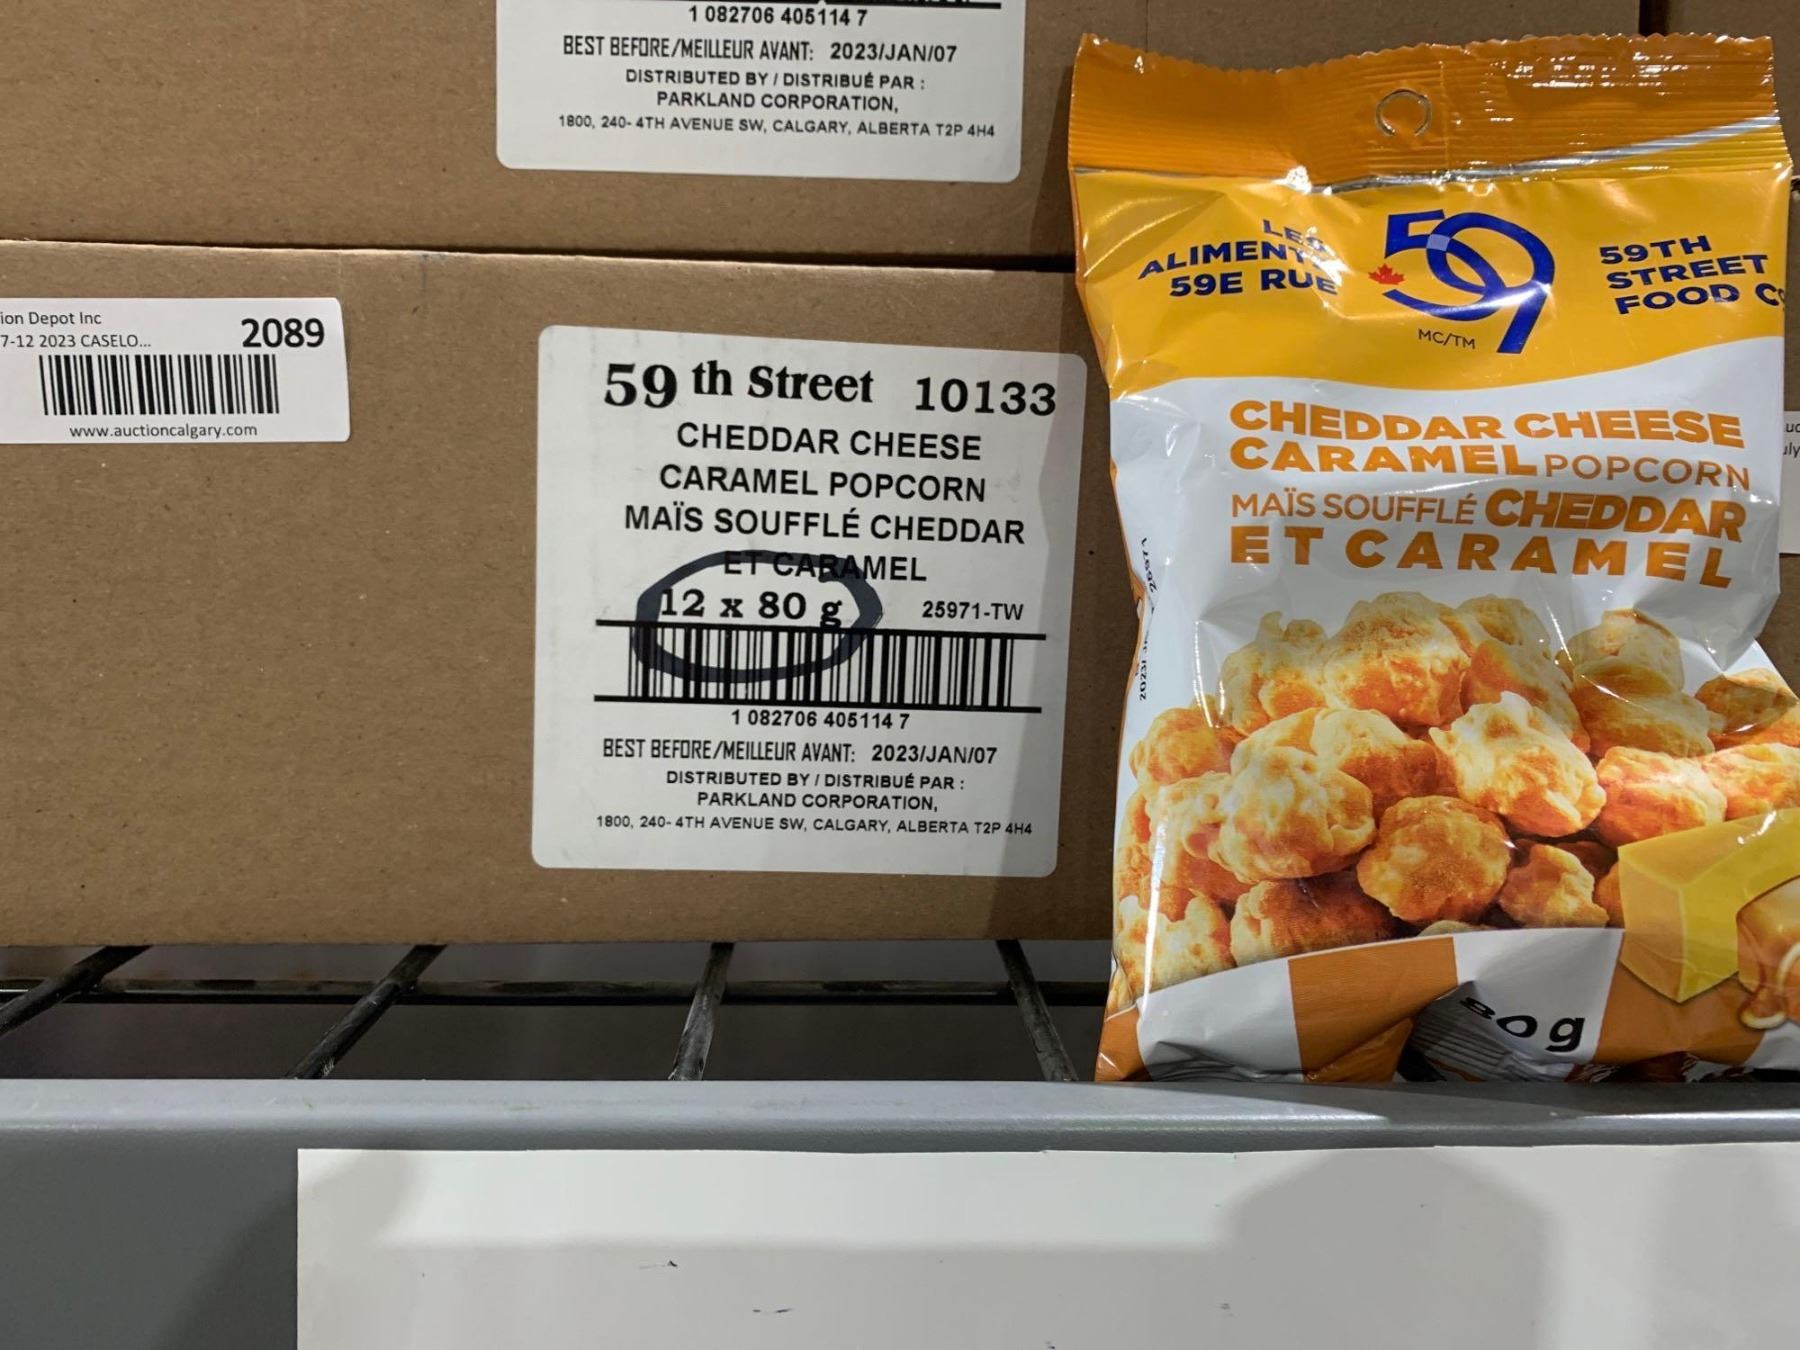 1 082706 405114 7
BEST BEFORE/MEILLEUR AVANT: 2023/JAN/07
DISTRIBUTED BY / DISTRIBUÉ PAR :
PARKLAND CORPORATION,
1800, 240- 4TH AVENUE SW, CALGARY, ALBERTA T2P 4H4
ion Depot Inc
7-12 2023 CASELO...
2089
www.auctioncalgary.com
59 th Street 10133
CHEDDAR CHEESE
CARAMEL POPCORN
MAÏS SOUFFLÉ CHEDDAR
ET CARAMEL
12 x 80 g 25971-TW
1 082706 405114 7
BEST BEFORE/MEILLEUR AVANT: 2023/JAN/07
DISTRIBUTED BY / DISTRIBUÉ PAR :
PARKLAND CORPORATION,
1800, 240- 4TH AVENUE SW, CALGARY, ALBERTA T2P 4H4
LES
ALIMENTS
59E RUE
59
MC/TM
59TH
STREET
FOOD CO
CHEDDAR CHEESE
CARAMEL POPCORN
MAÏS SOUFFLÉ CHEDDAR
ET CARAMEL
80 g